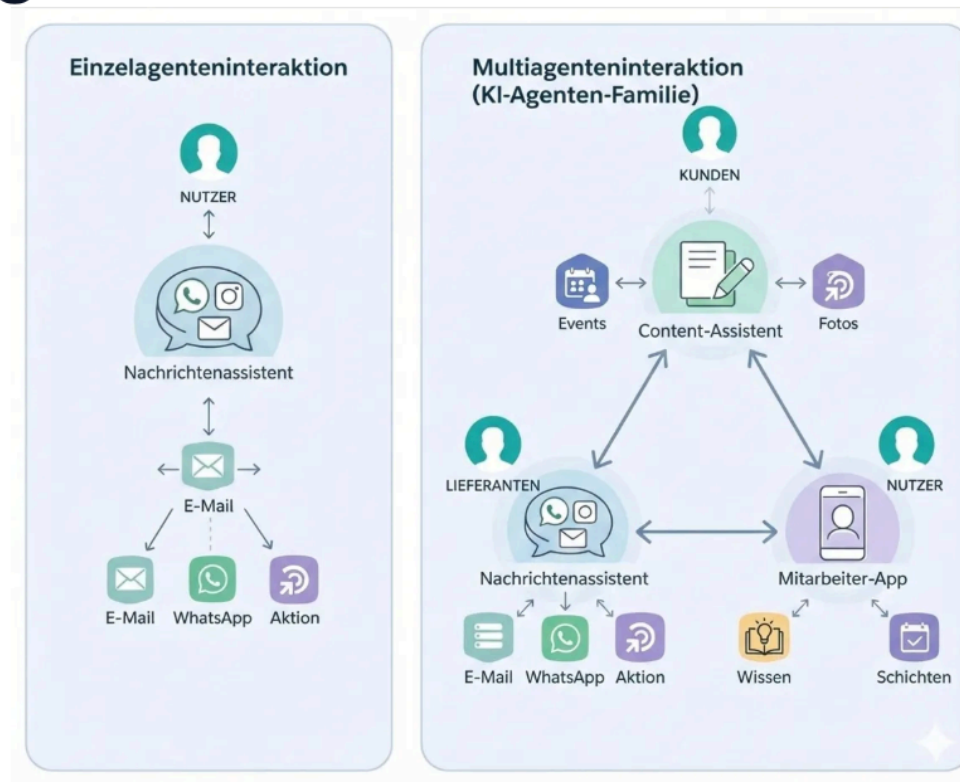 Einzelagenteninteraktion
NUTZER
Nachrichtenassistent
E-Mail
E-Mail
WhatsApp
Aktion
Multiagenteninteraktion
(KI-Agenten-Familie)
KUNDEN
Events
Content-Assistent
Fotos
LIEFERANTEN
NUTZER
Nachrichtenassistent
Mitarbeiter-App
E-Mail
WhatsApp
Aktion
Wissen
Schichten